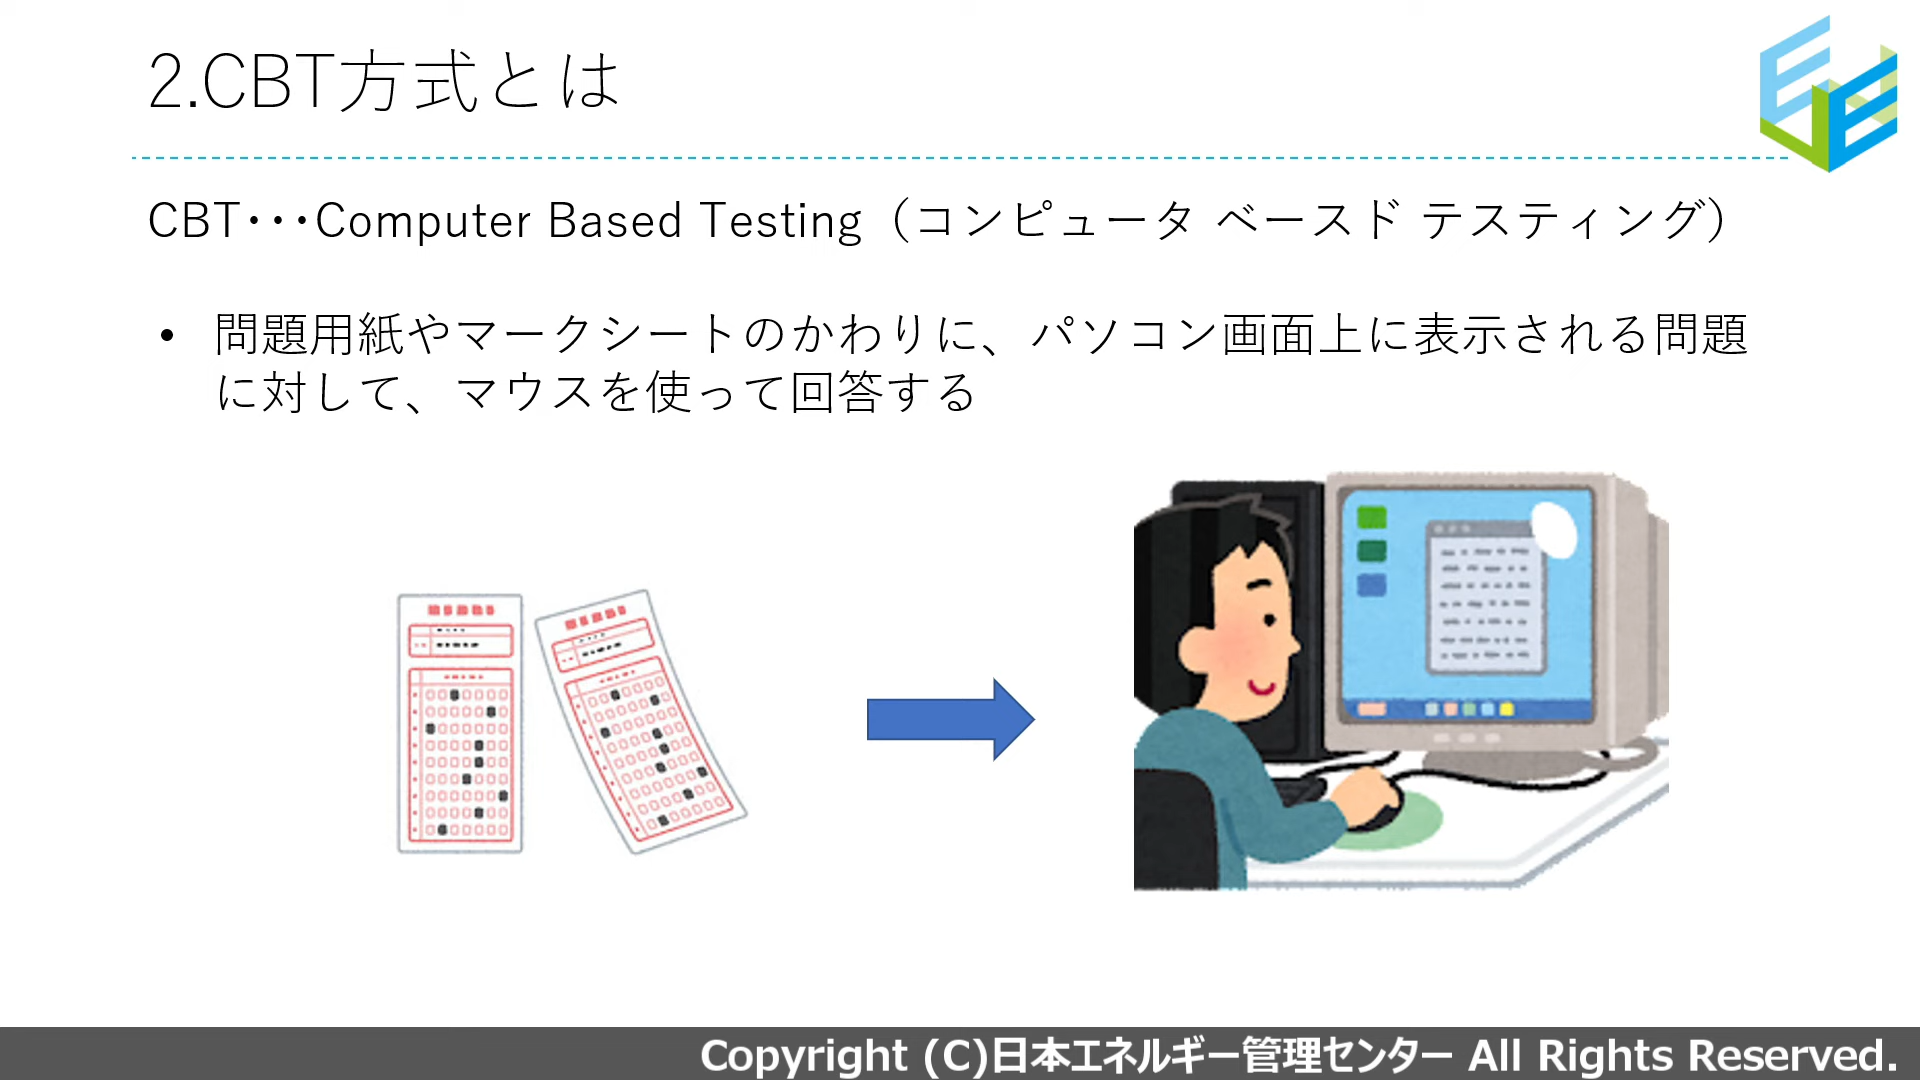 2.CBT方式とは
CBT･･･Computer Based Testing（コンピュータ ベースド テスティング）
• 問題用紙やマークシートのかわりに、パソコン画面上に表示される問題
に対して、マウスを使って回答する
Copyright (C)日本エネルギー管理センター All Rights Reserved.